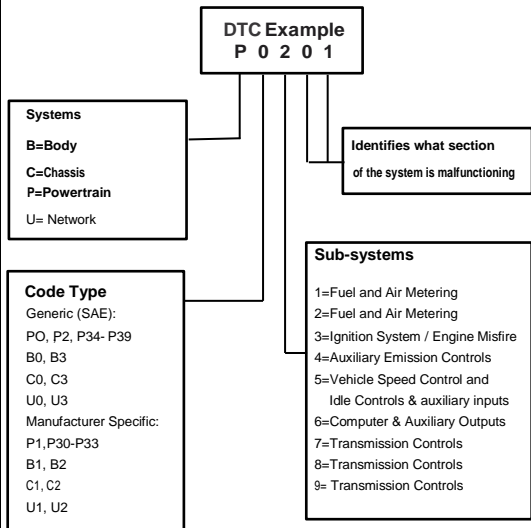 DTC Example
P 0 2 0 1
Systems
B=Body
C=Chassis
P=Powertrain
U= Network
Identifies what section
of the system is malfunctioning
Code Type
Generic (SAE):
PO, P2, P34- P39
B0, B3
C0, C3
U0, U3
Manufacturer Specific:
P1,P30-P33
B1, B2
C1, C2
U1, U2
Sub-systems
1=Fuel and Air Metering
2=Fuel and Air Metering
3=Ignition System / Engine Misfire
4=Auxiliary Emission Controls
5=Vehicle Speed Control and
Idle Controls & auxiliary inputs
6=Computer & Auxiliary Outputs
7=Transmission Controls
8=Transmission Controls
9= Transmission Controls